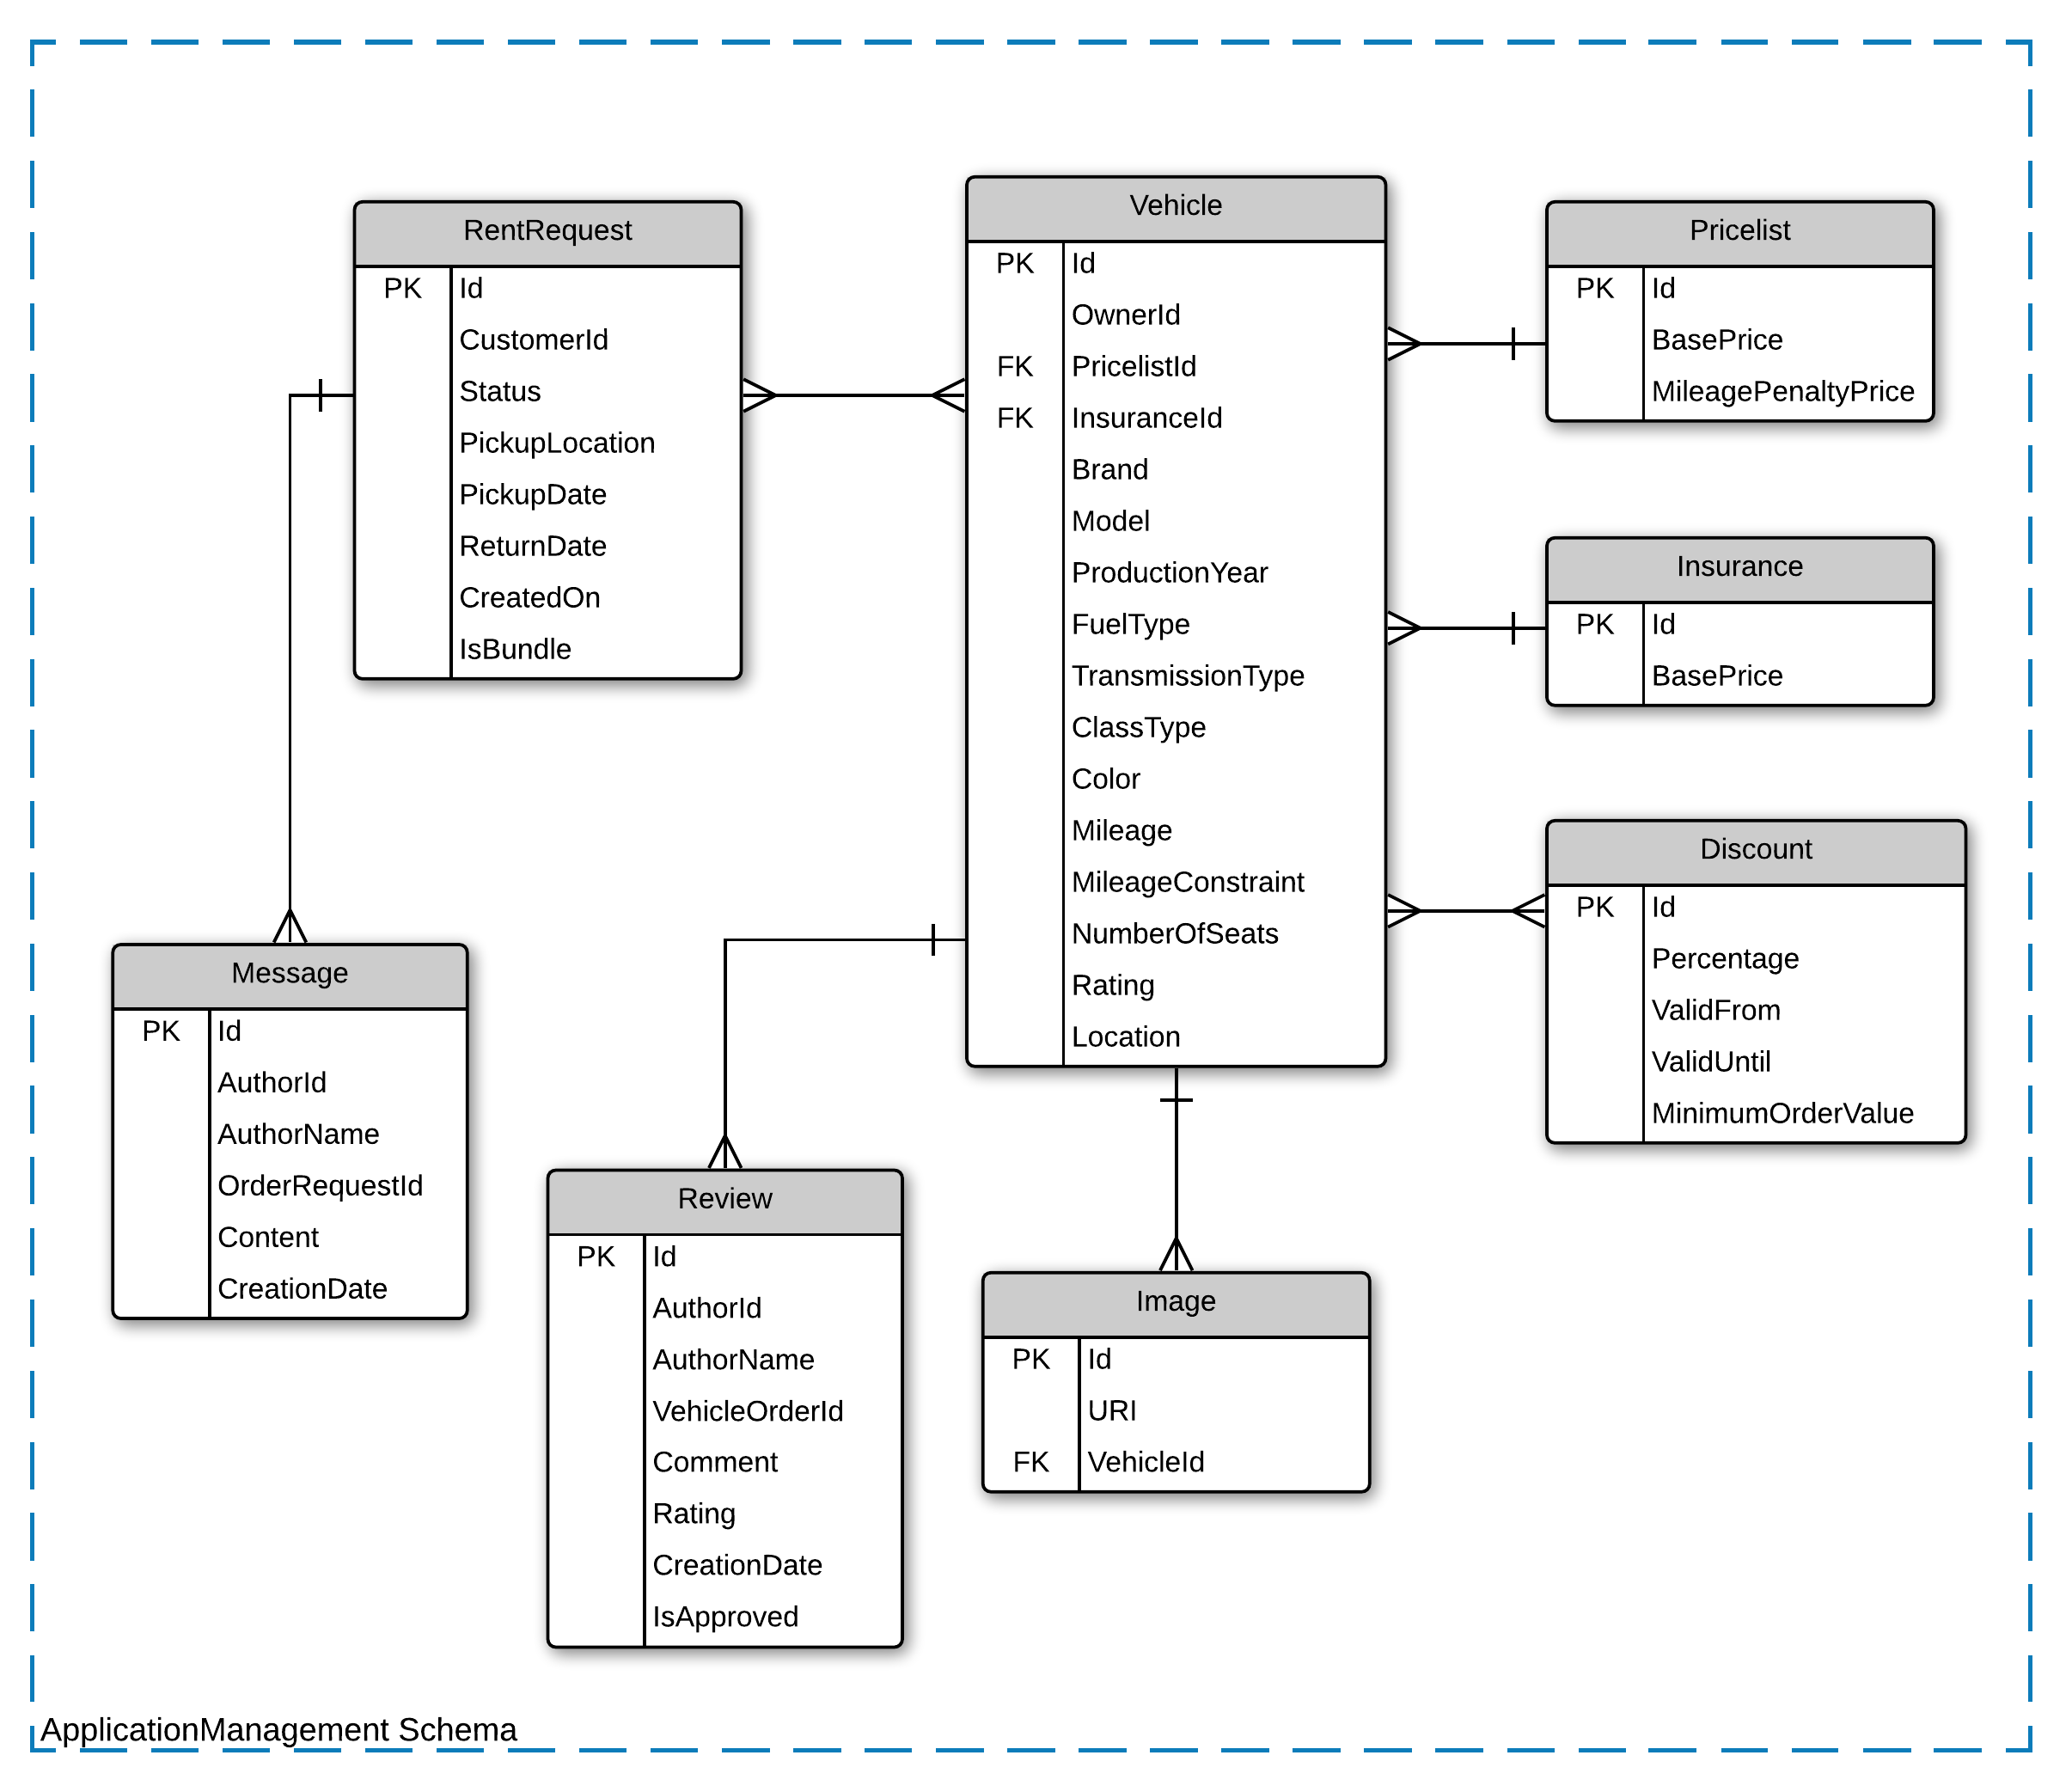 RentRequest
PK Id
CustomerId
Status
PickupLocation
PickupDate
ReturnDate
CreatedOn
IsBundle
Vehicle
PK Id
OwnerId
FK PricelistId
FK InsuranceId
Brand
Model
ProductionYear
FuelType
TransmissionType
ClassType
Color
Mileage
MileageConstraint
NumberOfSeats
Rating
Location
Pricelist
PK Id
BasePrice
MileagePenaltyPrice
Insurance
PK Id
BasePrice
Discount
PK Id
Percentage
ValidFrom
ValidUntil
MinimumOrderValue
Message
PK Id
AuthorId
AuthorName
OrderRequestId
Content
CreationDate
Review
PK Id
AuthorId
AuthorName
VehicleOrderId
Comment
Rating
CreationDate
IsApproved
Image
PK Id
URI
FK VehicleId
ApplicationManagement Schema